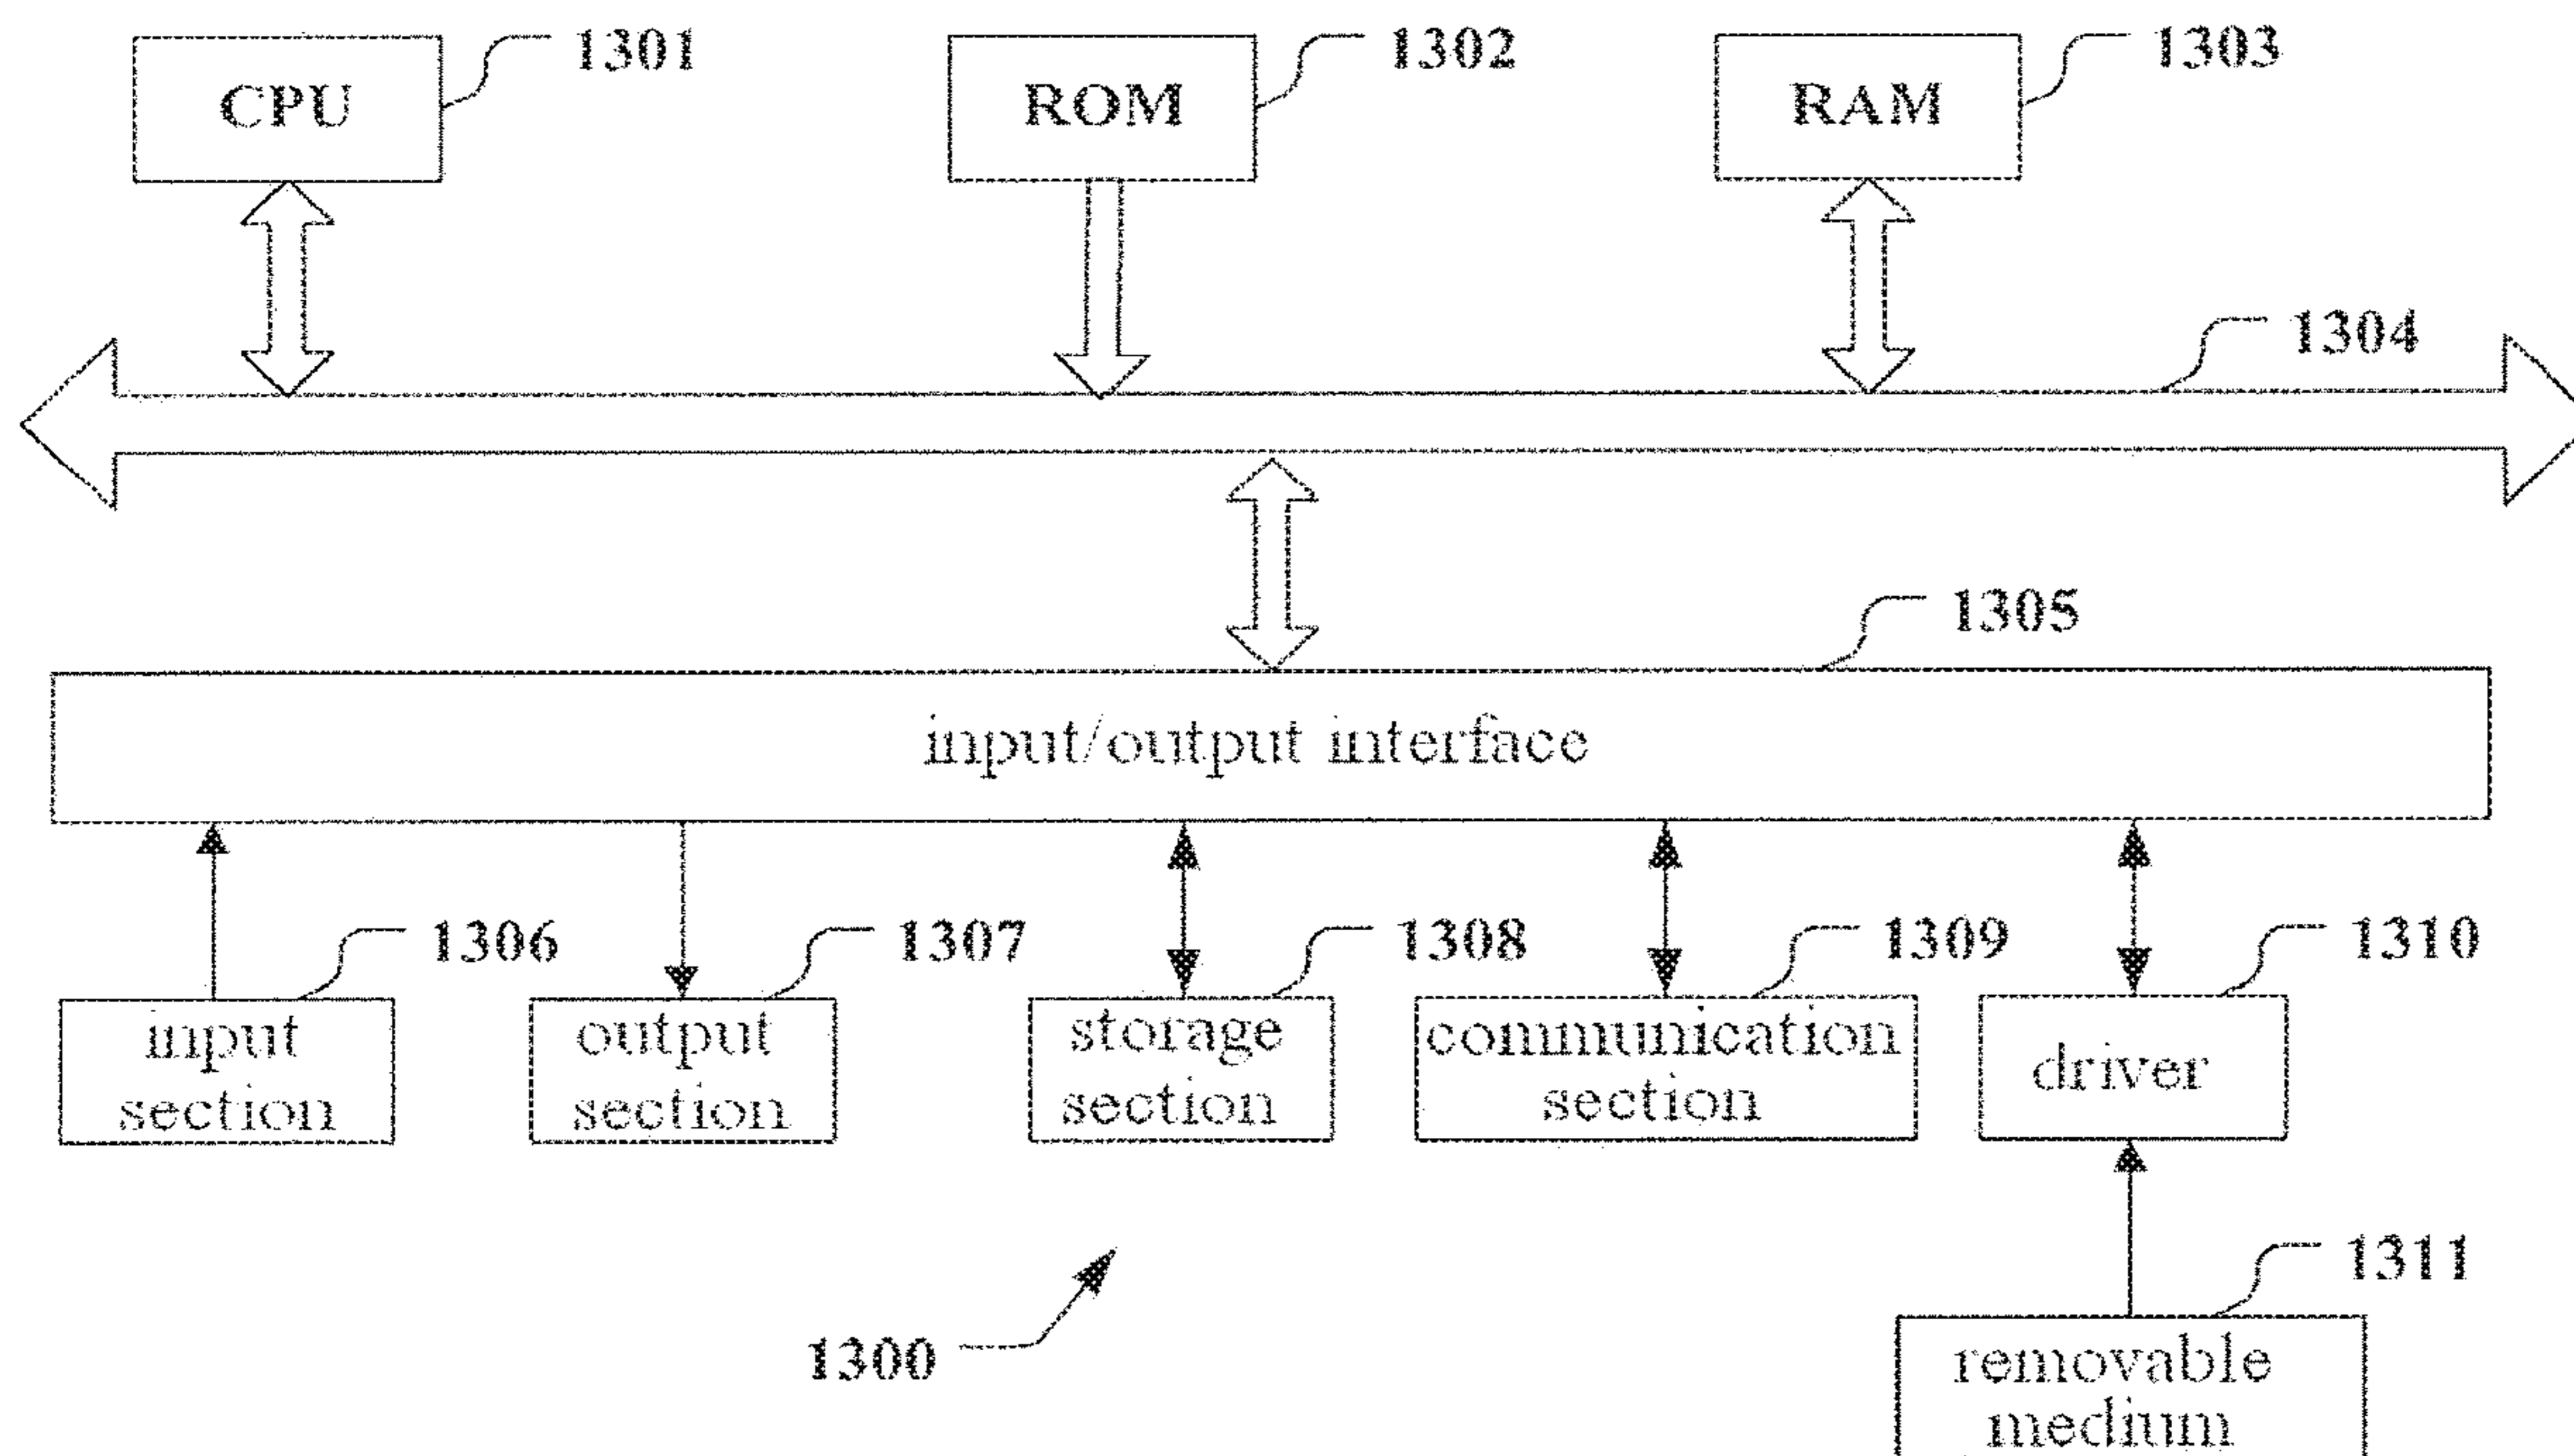 CPU
1301
ROM
1302
RAM
1303
1304
1305
input/output interface
1306
1307
1308
1309
1310
input
section
output
section
storage
section
communication
section
driver
1311
1300
removable
medium